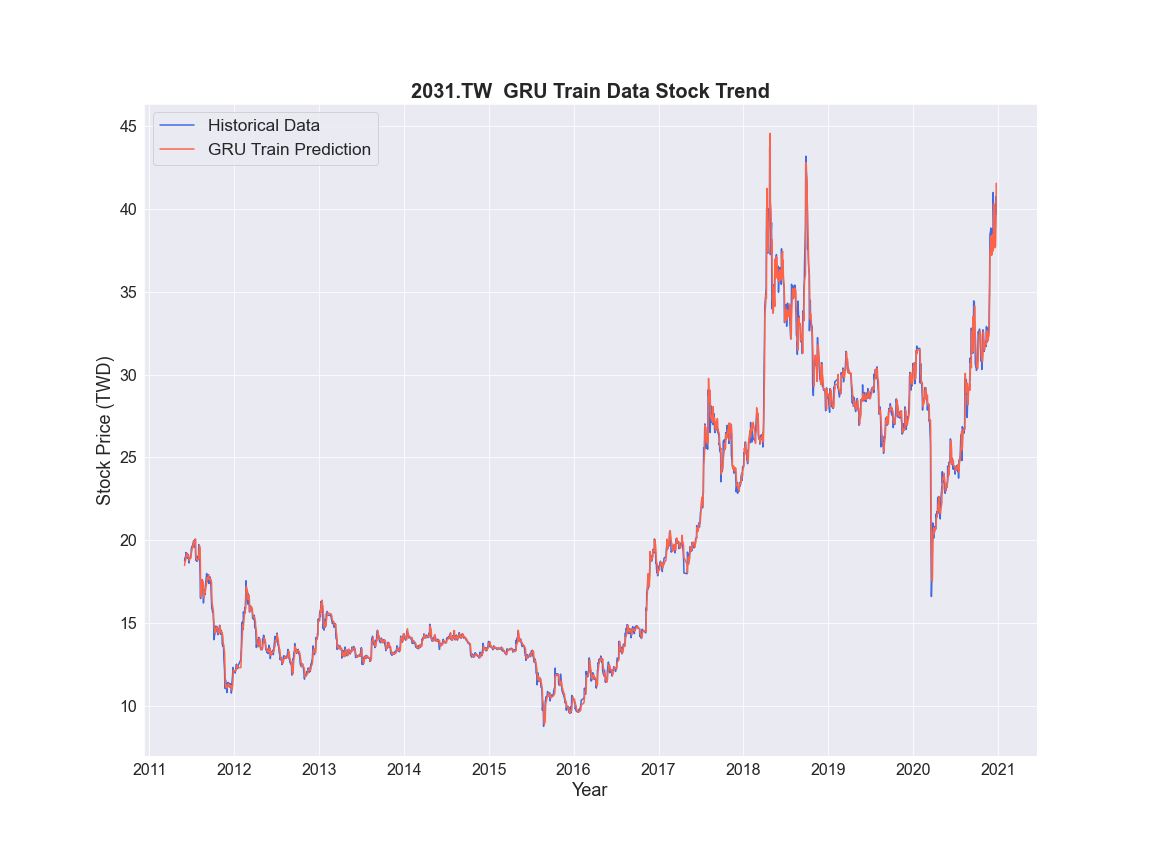 2031.TW  GRU Train Data Stock Trend
Historical Data
GRU Train Prediction
45
40
35
30
25
20
15
10
Stock Price (TWD)
2011 2012 2013 2014 2015 2016 2017 2018 2019 2020 2021
Year